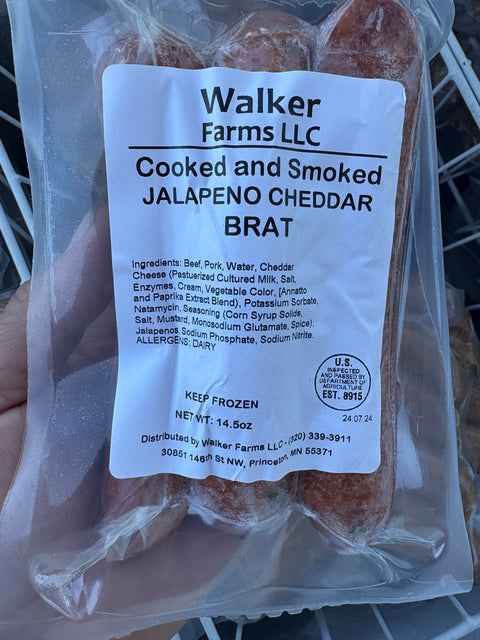 Walker
Farms LLC
Cooked and Smoked
JALAPENO CHEDDAR
BRAT
Ingredients: Beef, Pork, Water, Cheddar
Cheese (Pasturized Cultured Milk, Salt,
Enzymes, Cream, Vegetable Color, [Annatto
and Paprika Extract Blend), Potassium Sorbate,
Natamycin, Seasoning (Corn Syrup Solids,
Salt, Mustard, Monosodium Glutamate, Spice),
Jalapenos, Sodium Phosphate, Sodium Nitrite.
ALLERGENS: DAIRY
U.S.
INSPECTED
AND PASSED BY
DEPARTMENT OF
AGRICULTURE
EST. 8915
24.07.24
KEEP FROZEN
NET WT: 14.5oz
Distributed by Walker Farms LLC - (320) 339-3911
30851 146th St NW, Princeton, MN 55371